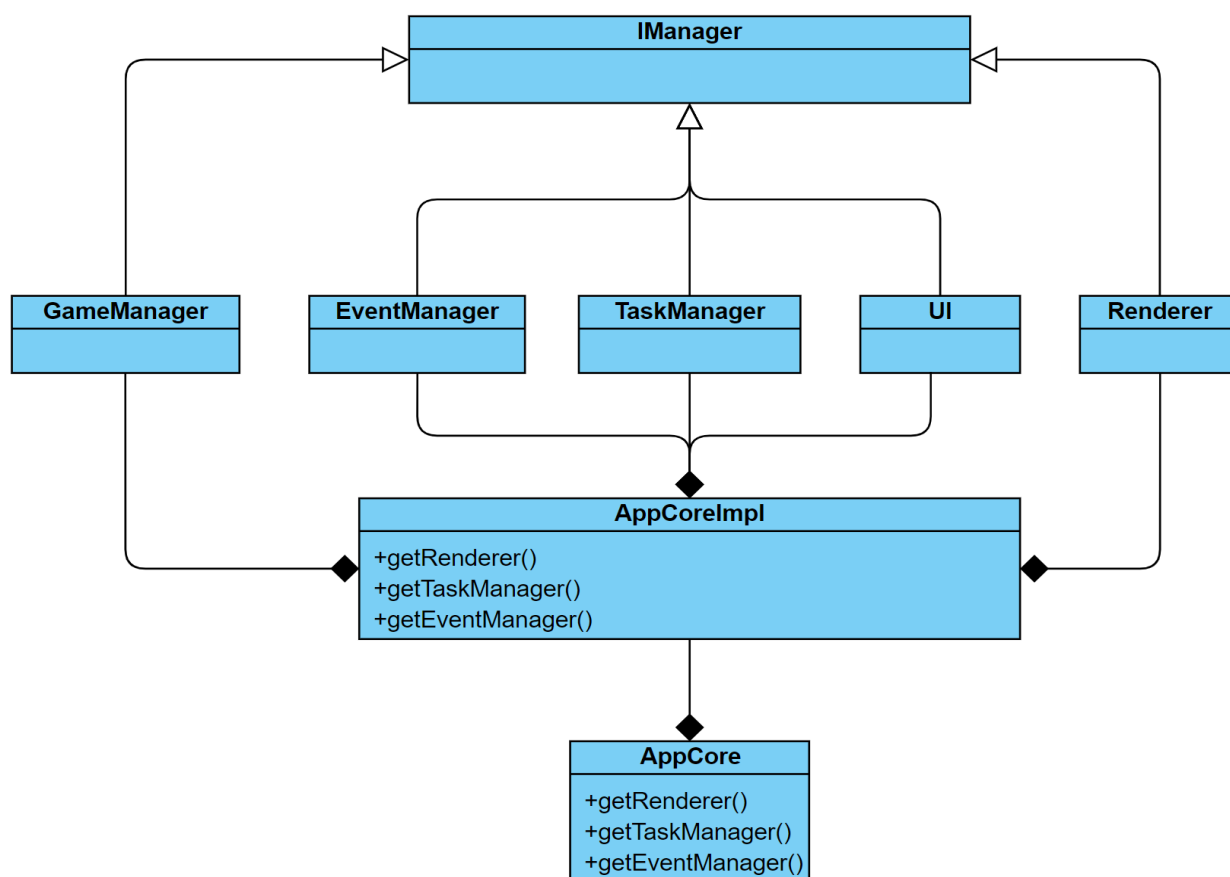 IManager
GameManager
EventManager
TaskManager
UI
Renderer
AppCoreImpl
+getRenderer()
+getTaskManager()
+getEventManager()
AppCore
+getRenderer()
+getTaskManager()
+getEventManager()